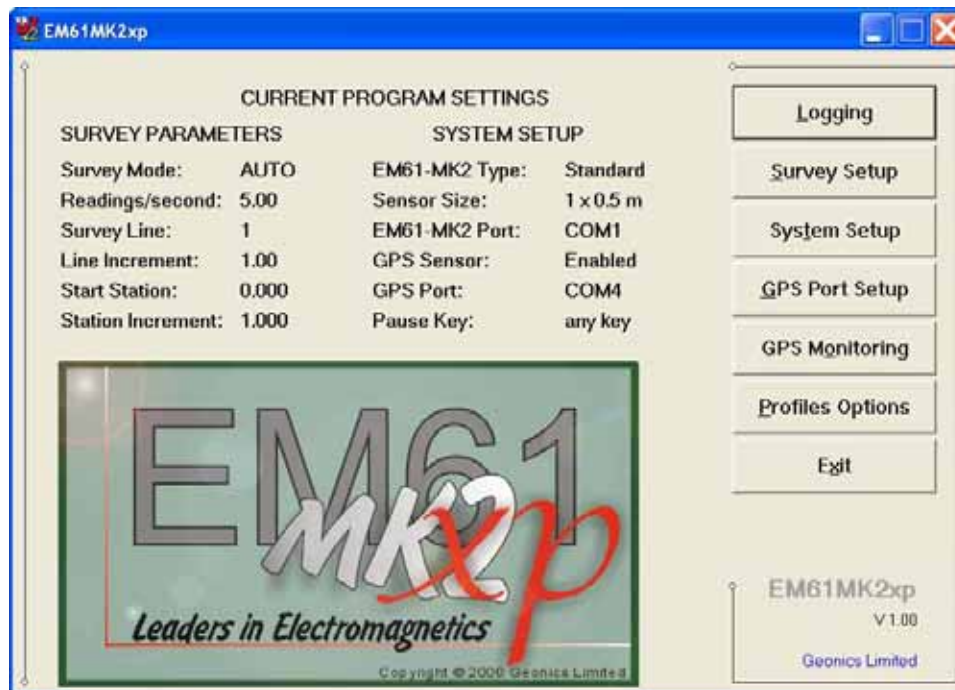 EM61MK2xp
CURRENT PROGRAM SETTINGS
SURVEY PARAMETERS
Survey Mode: AUTO
Readings/second: 5.00
Survey Line: 1
Line Increment: 1.00
Start Station: 0.000
Station Increment: 1.000
SYSTEM SETUP
EM61-MK2 Type: Standard
Sensor Size: 1 x 0.5 m
EM61-MK2 Port: COM1
GPS Sensor: Enabled
GPS Port: COM4
Pause Key: any key
EM61
MK2
xp
Leaders in Electromagnetics
Copyright © 2000 Geonics Limited
Logging
Survey Setup
System Setup
GPS Port Setup
GPS Monitoring
Profiles Options
Exit
EM61MK2xp
V 1.00
Geonics Limited